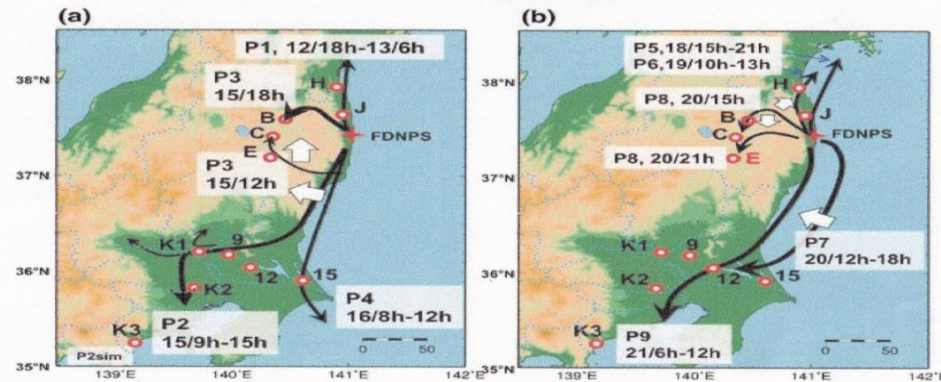 (a)
P1, 12/18h-13/6h
38°N
P3
15/18h
H
J
B
C
FDNPS
E
P3
15/12h
37°N
K1
9
36°N
12
15
K2
P4
16/8h-12h
P2
15/9h-15h
K3
P2sim
0
50
35°N
139°E
140°E
141°E
142°E
(b)
P5,18/15h-21h
P6,19/10h-13h
38°N
H
P8, 20/15h
J
B
C
FDNPS
E
P8, 20/21h
37°N
P7
20/12h-18h
K1
9
36°N
12
15
K2
P9
21/6h-12h
K3
0
50
35°N
139°E
140°E
141°E
142°E